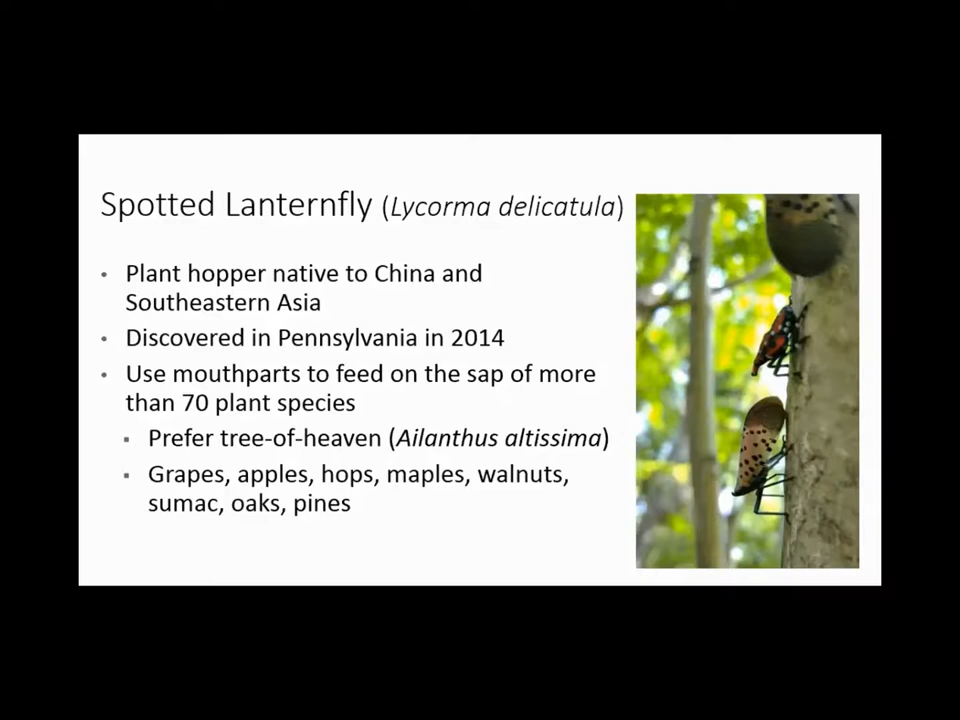 Spotted Lanternfly (Lycorma delicatula)
• Plant hopper native to China and
Southeastern Asia
• Discovered in Pennsylvania in 2014
• Use mouthparts to feed on the sap of more
than 70 plant species
▪ Prefer tree-of-heaven (Ailanthus altissima)
▪ Grapes, apples, hops, maples, walnuts,
sumac, oaks, pines